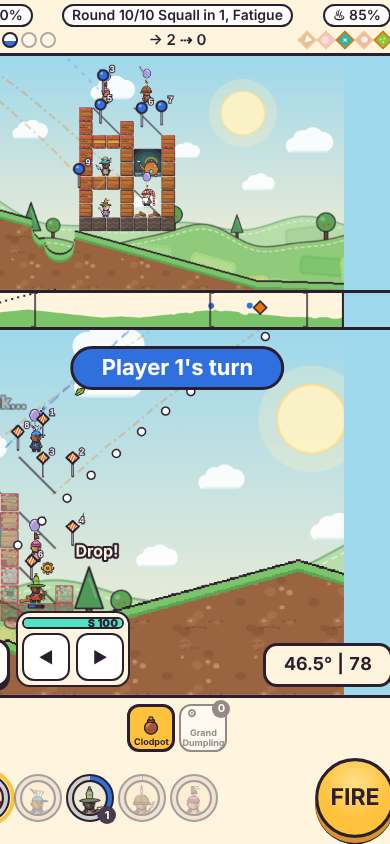 0%
Round 10/10 Squall in 1, Fatigue
85%
→ 2 → 0
3
5
6
7
9
Player 1's turn
k...
1
8
3
2
4
6
Drop!
S 100
46.5° | 78
Clodpot
0
Grand
Dumpling
1
FIRE